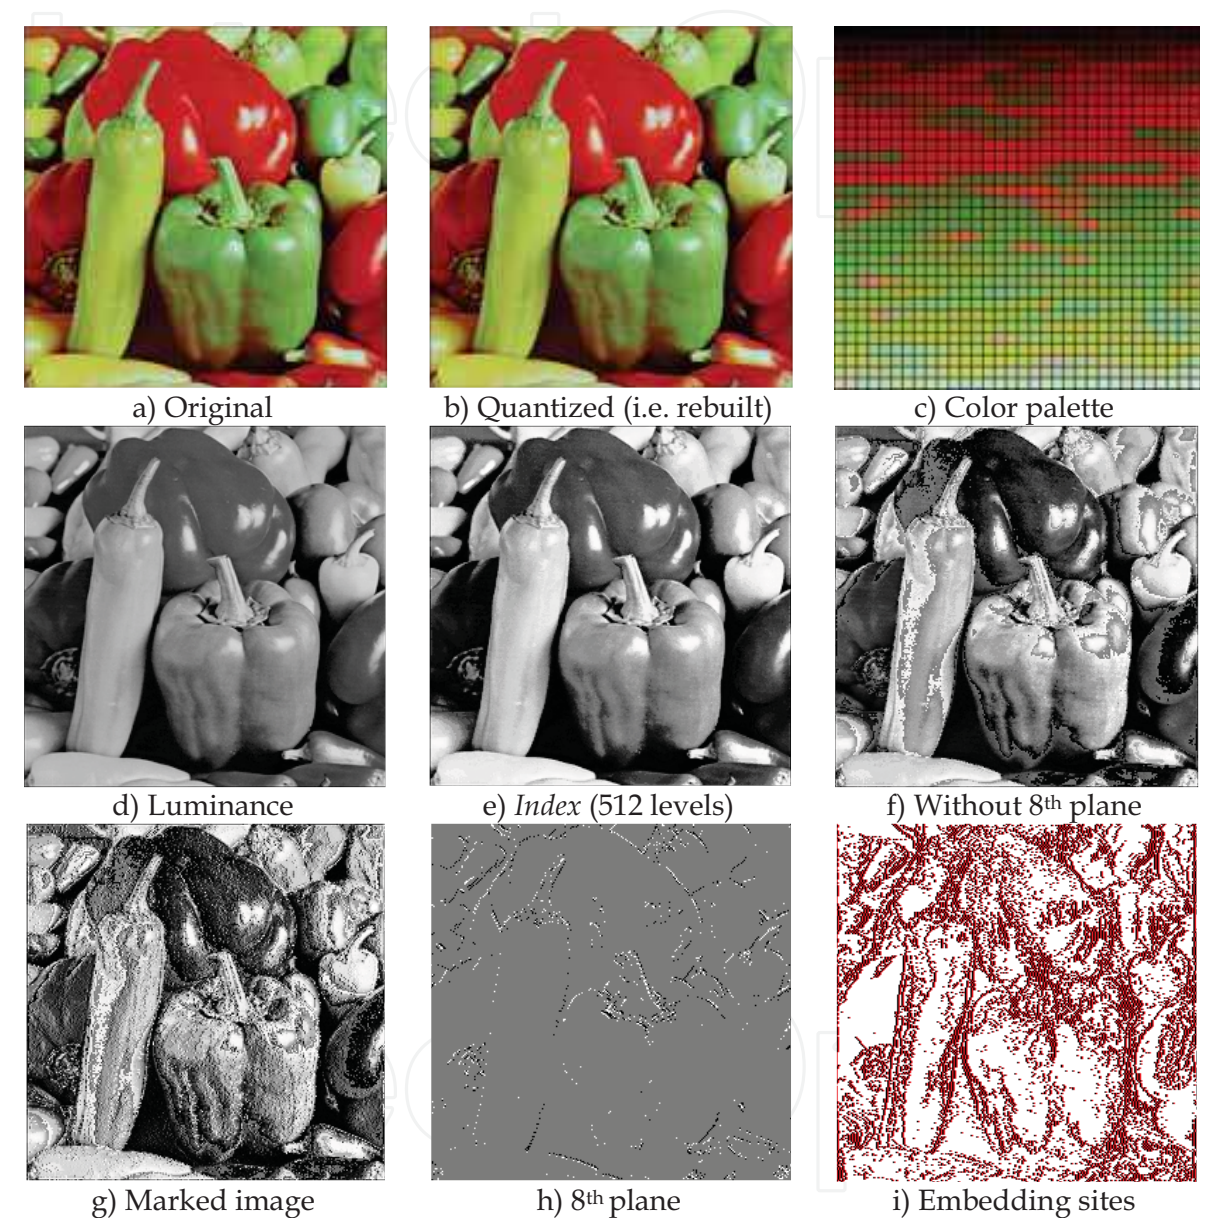 a) Original
b) Quantized (i.e. rebuilt)
c) Color palette
d) Luminance
e) Index (512 levels)
f) Without 8th plane
g) Marked image
h) 8th plane
i) Embedding sites